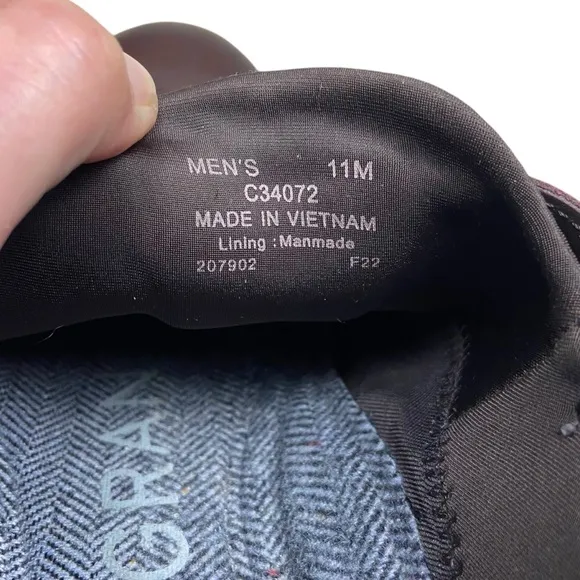 MEN'S 11M
C34072
MADE IN VIETNAM
Lining : Manmade
207902 F22
GRAN